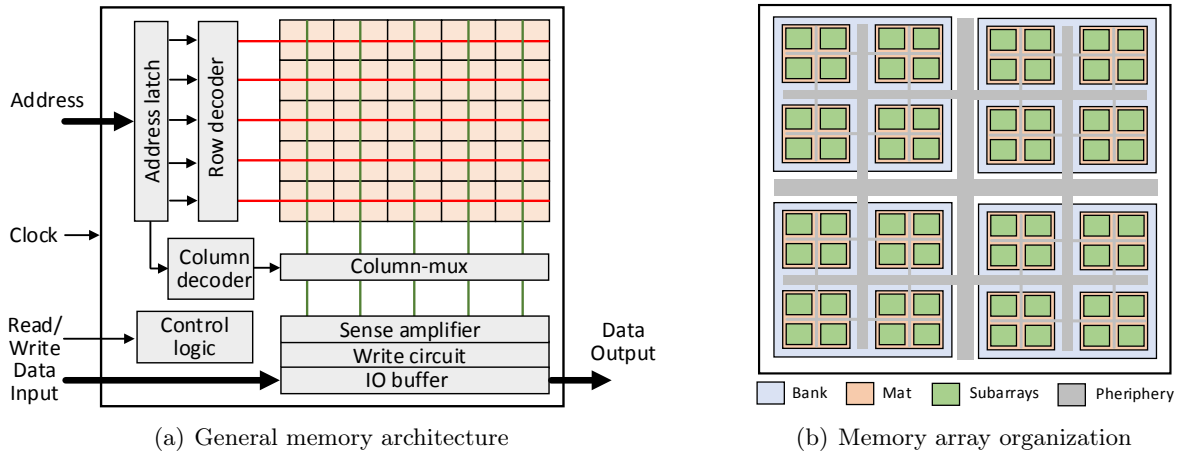 Address
Address latch
Row decoder
Clock
Column
decoder
Column-mux
Read/
Write
Control
logic
Sense amplifier
Write circuit
IO buffer
Data
Input
Data
Output
(a) General memory architecture
Bank
Mat
Subarrays
Pheriphery
(b) Memory array organization